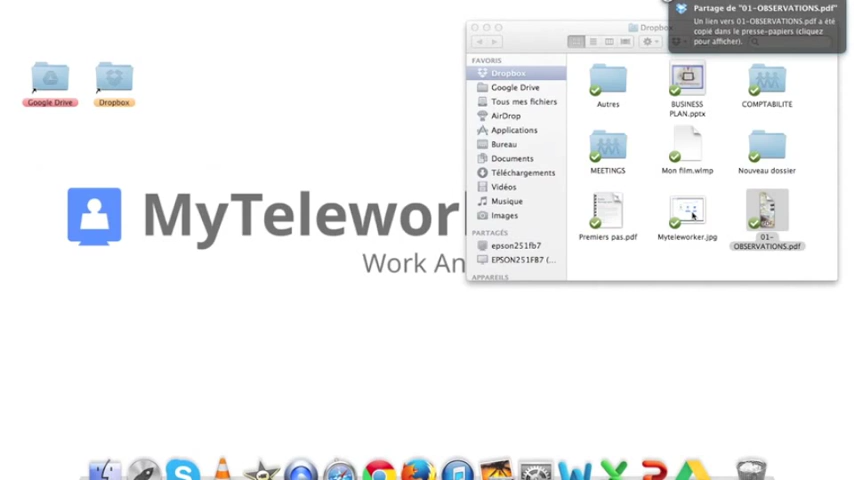 Partage de "01-OBSERVATIONS.pdf"
Un lien vers 01-OBSERVATIONS.pdf a été
copié dans le presse-papiers (cliquez
pour afficher).
Dropbox
FAVORIS
Dropbox
Google Drive
Tous mes fichiers
AirDrop
Applications
Bureau
Documents
Téléchargements
Vidéos
Musique
Images
PARTAGÉS
epson251fb7
EPSON251FB7 (...
APPAREILS
Autres
BUSINESS
PLAN.pptx
COMPTABILITE
MEETINGS
Mon film.wlmp
Nouveau dossier
Premiers pas.pdf
Myteleworker.jpg
01-
OBSERVATIONS.pdf
Google Drive
Dropbox
MyTelewor
Work An